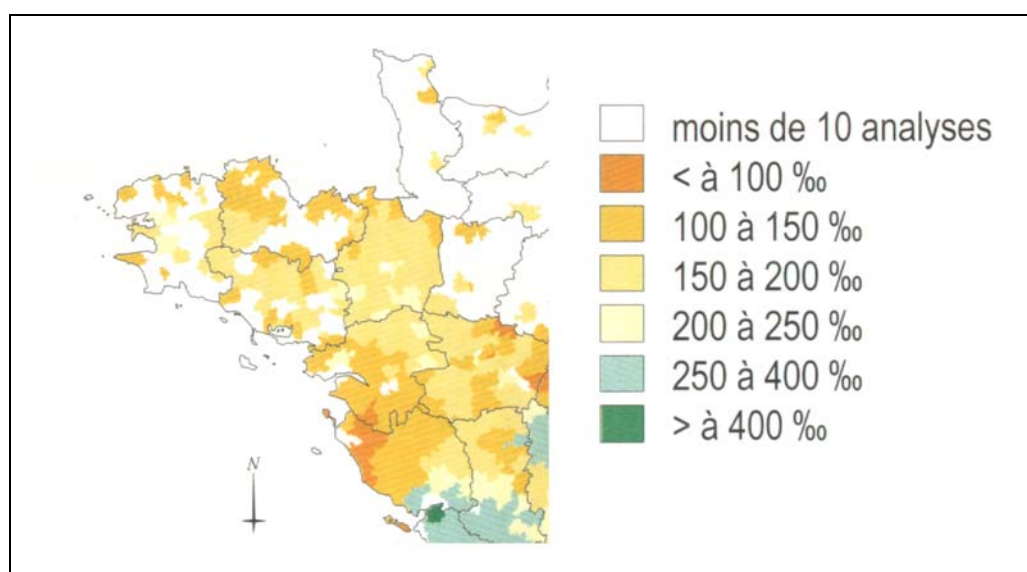 moins de 10 analyses
< à 100 ‰
100 à 150 ‰
150 à 200 ‰
200 à 250 ‰
250 à 400 ‰
> à 400 ‰
N